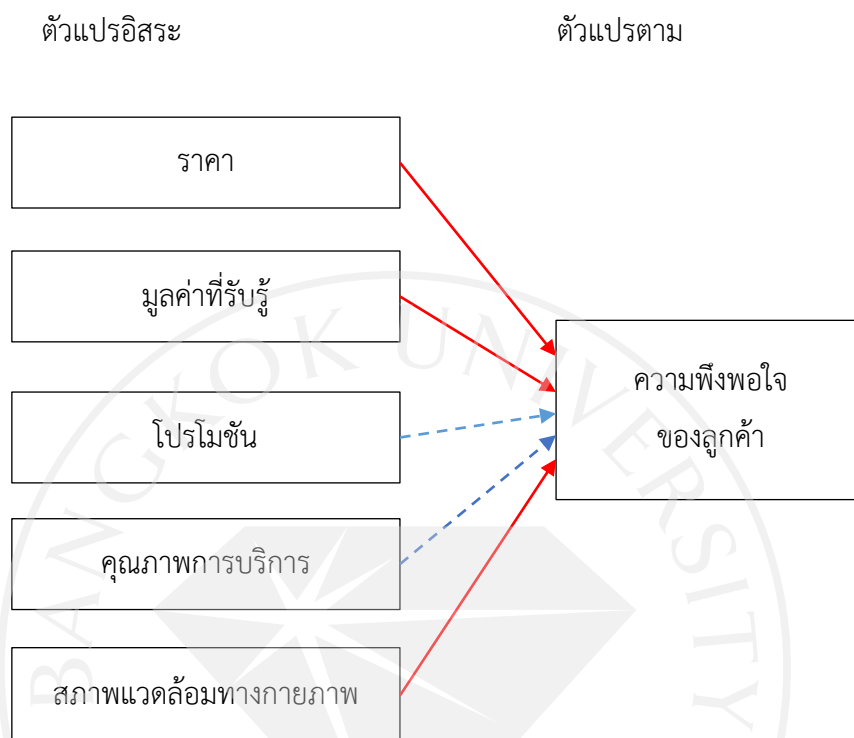 ตัวแปรอิสระ
ตัวแปรตาม
ราคา
มูลค่าที่รับรู้
โปรโมชัน
คุณภาพการบริการ
สภาพแวดล้อมทางกายภาพ
ความพึงพอใจ
ของลูกค้า
BANGKOK UNIVERSITY